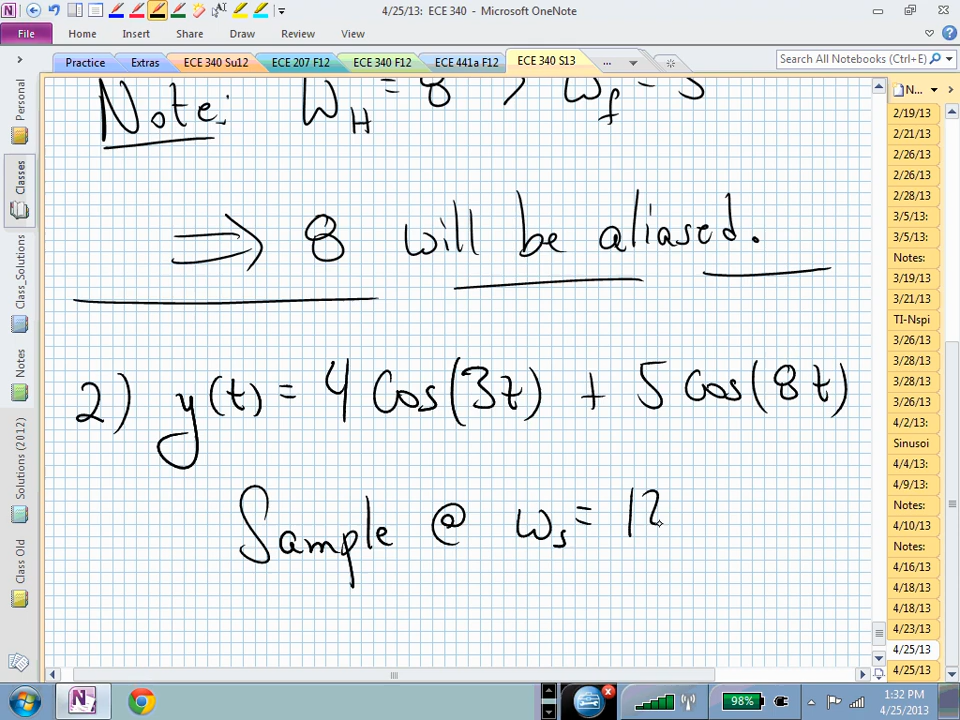 4/25/13: ECE 340 - Microsoft OneNote
File Home Insert Draw Review View
Practice Extras ECE 340 Su12 ECE 207 F12 ECE 340 F12 ECE 441a F12 ECE 340 S13 ... Search All Notebooks (Ctrl+E)
Personal
Classes
Class_Solutions
Notes
Solutions (2012)
Class Old
Note: W_H = 8 > W_f = 5
⇒ 8 will be aliased.
2) y(t) = 4 Cos(3t) + 5 Cos(8t)
Sample @ ω_s = 12
N...
2/19/13
2/21/13
2/26/13
2/26/13
2/28/13
3/5/13:
3/5/13:
Notes:
3/19/13
3/21/13
TI-Nspi
3/26/13
3/28/13
3/28/13
3/26/13
4/2/13:
Sinusoi
4/4/13:
4/9/13:
Notes:
4/10/13
Notes:
4/16/13
4/18/13
4/18/13
4/23/13
4/25/13
4/25/13
98%
1:32 PM
4/25/2013